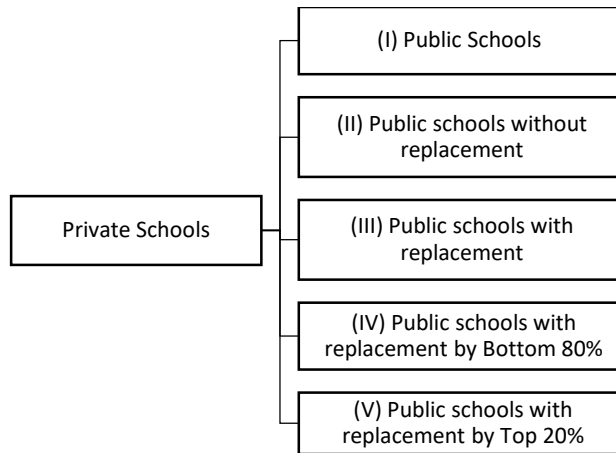 (I) Public Schools
(II) Public schools without
replacement
Private Schools
(III) Public schools with
replacement
(IV) Public schools with
replacement by Bottom 80%
(V) Public schools with
replacement by Top 20%